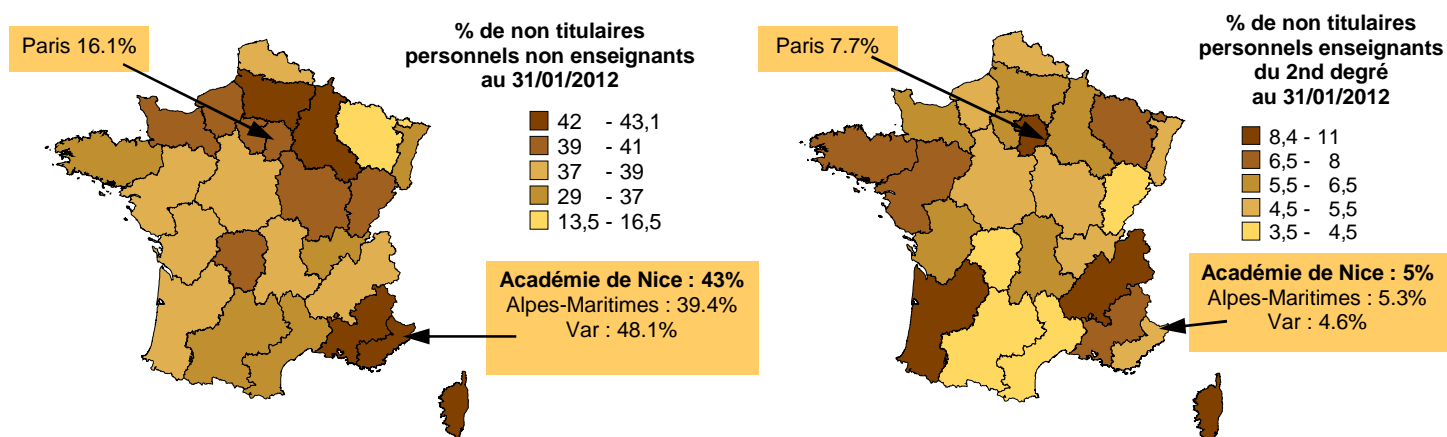 Paris 16.1%
% de non titulaires
personnels non enseignants
au 31/01/2012
42 - 43,1
39 - 41
37 - 39
29 - 37
13,5 - 16,5
Académie de Nice : 43%
Alpes-Maritimes : 39.4%
Var : 48.1%
Paris 7.7%
% de non titulaires
personnels enseignants
du 2nd degré
au 31/01/2012
8,4 - 11
6,5 - 8
5,5 - 6,5
4,5 - 5,5
3,5 - 4,5
Académie de Nice : 5%
Alpes-Maritimes : 5.3%
Var : 4.6%